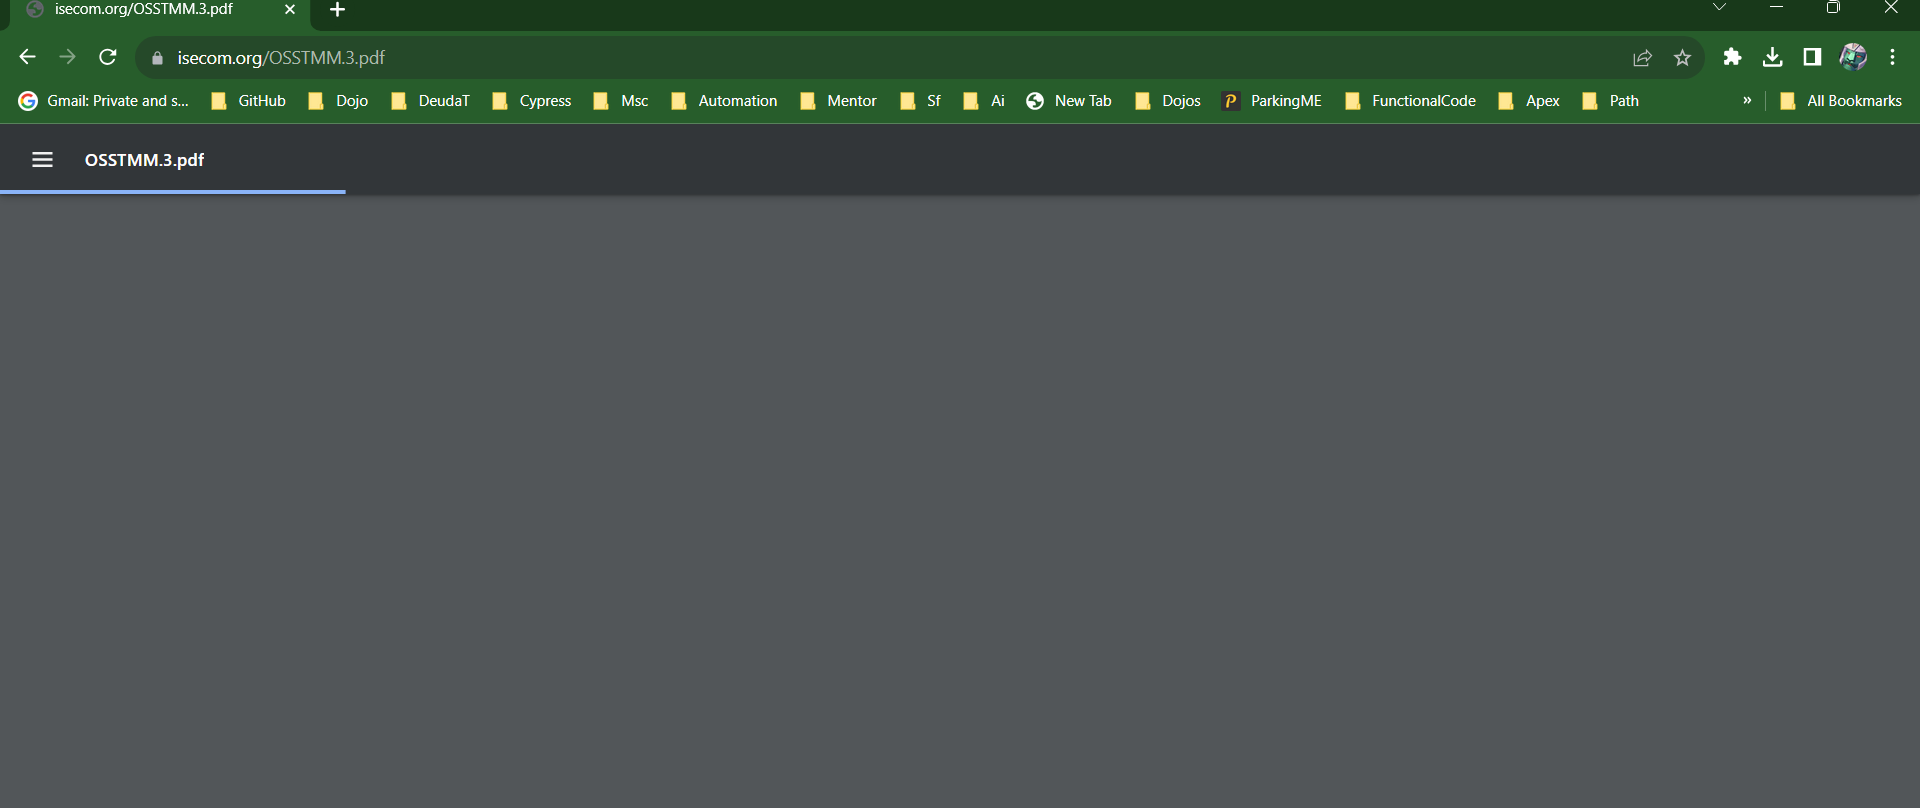 isecom.org/OSSTMM.3.pdf
isecom.org/OSSTMM.3.pdf
Gmail: Private and s... GitHub Dojo DeudaT Cypress Msc Automation Mentor Sf Ai New Tab Dojos P ParkingME FunctionalCode Apex Path » All Bookmarks
OSSTMM.3.pdf